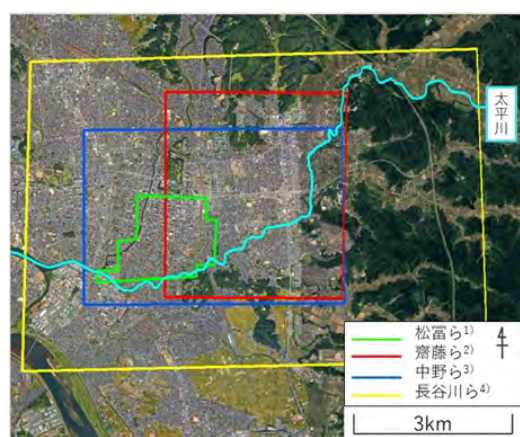 太平川
松冨ら1)
齋藤ら2)
中野ら3)
長谷川ら4)
3km